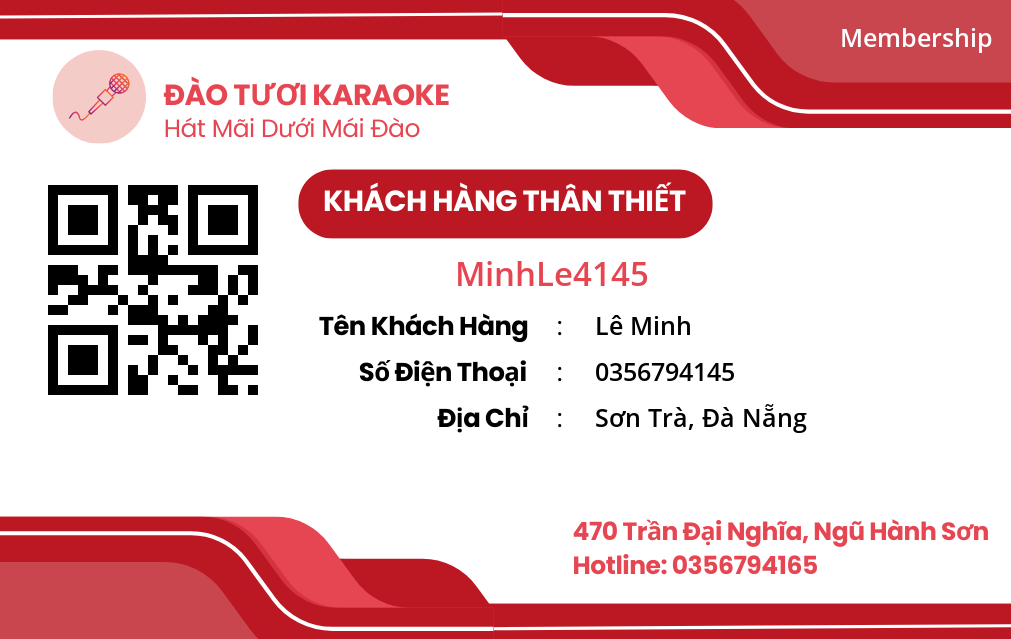 Membership
ĐÀO TƯƠI KARAOKE
Hát Mãi Dưới Mái Đào
KHÁCH HÀNG THÂN THIẾT
MinhLe4145
Tên Khách Hàng : Lê Minh
Số Điện Thoại : 0356794145
Địa Chỉ : Sơn Trà, Đà Nẵng
470 Trần Đại Nghĩa, Ngũ Hành Sơn
Hotline: 0356794165